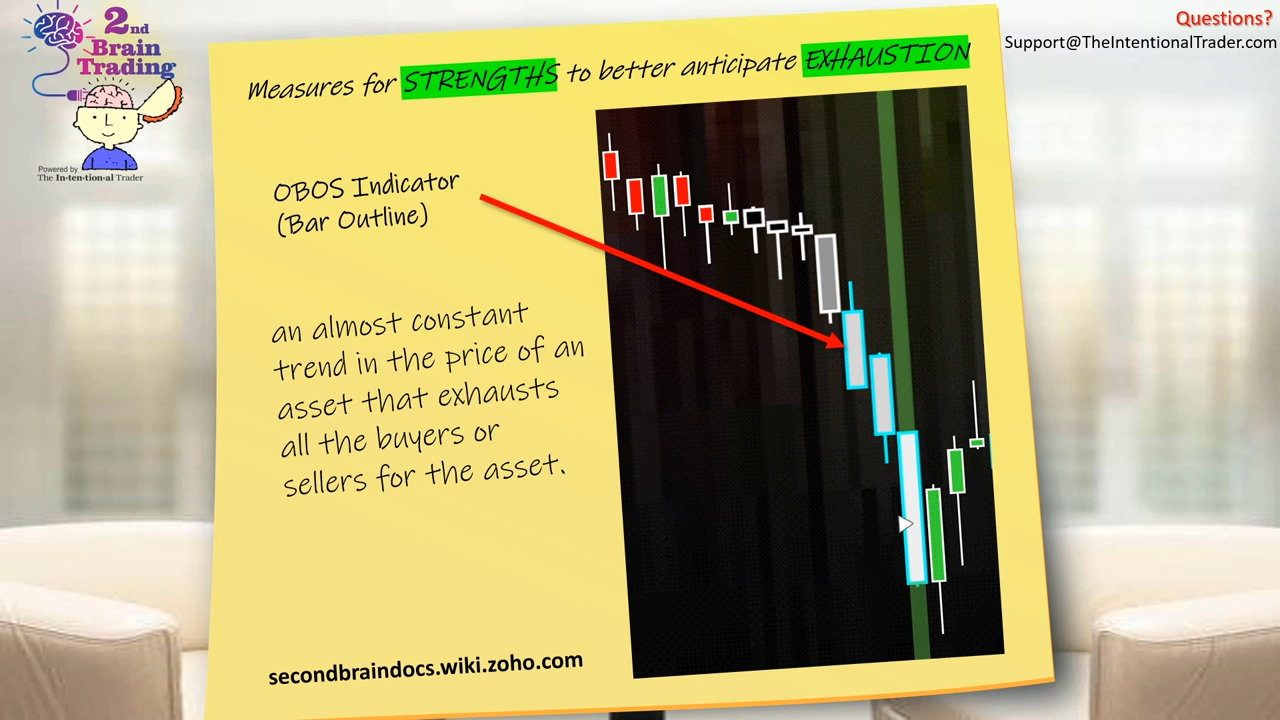 2nd
Brain
Trading
Powered by
The In•ten•tion•al Trader
Questions?
Support@TheIntentionalTrader.com
Measures for STRENGTHS to better anticipate EXHAUSTION
OBOS Indicator
(Bar Outline)
an almost constant
trend in the price of an
asset that exhausts
all the buyers or
sellers for the asset.
secondbraindocs.wiki.zoho.com